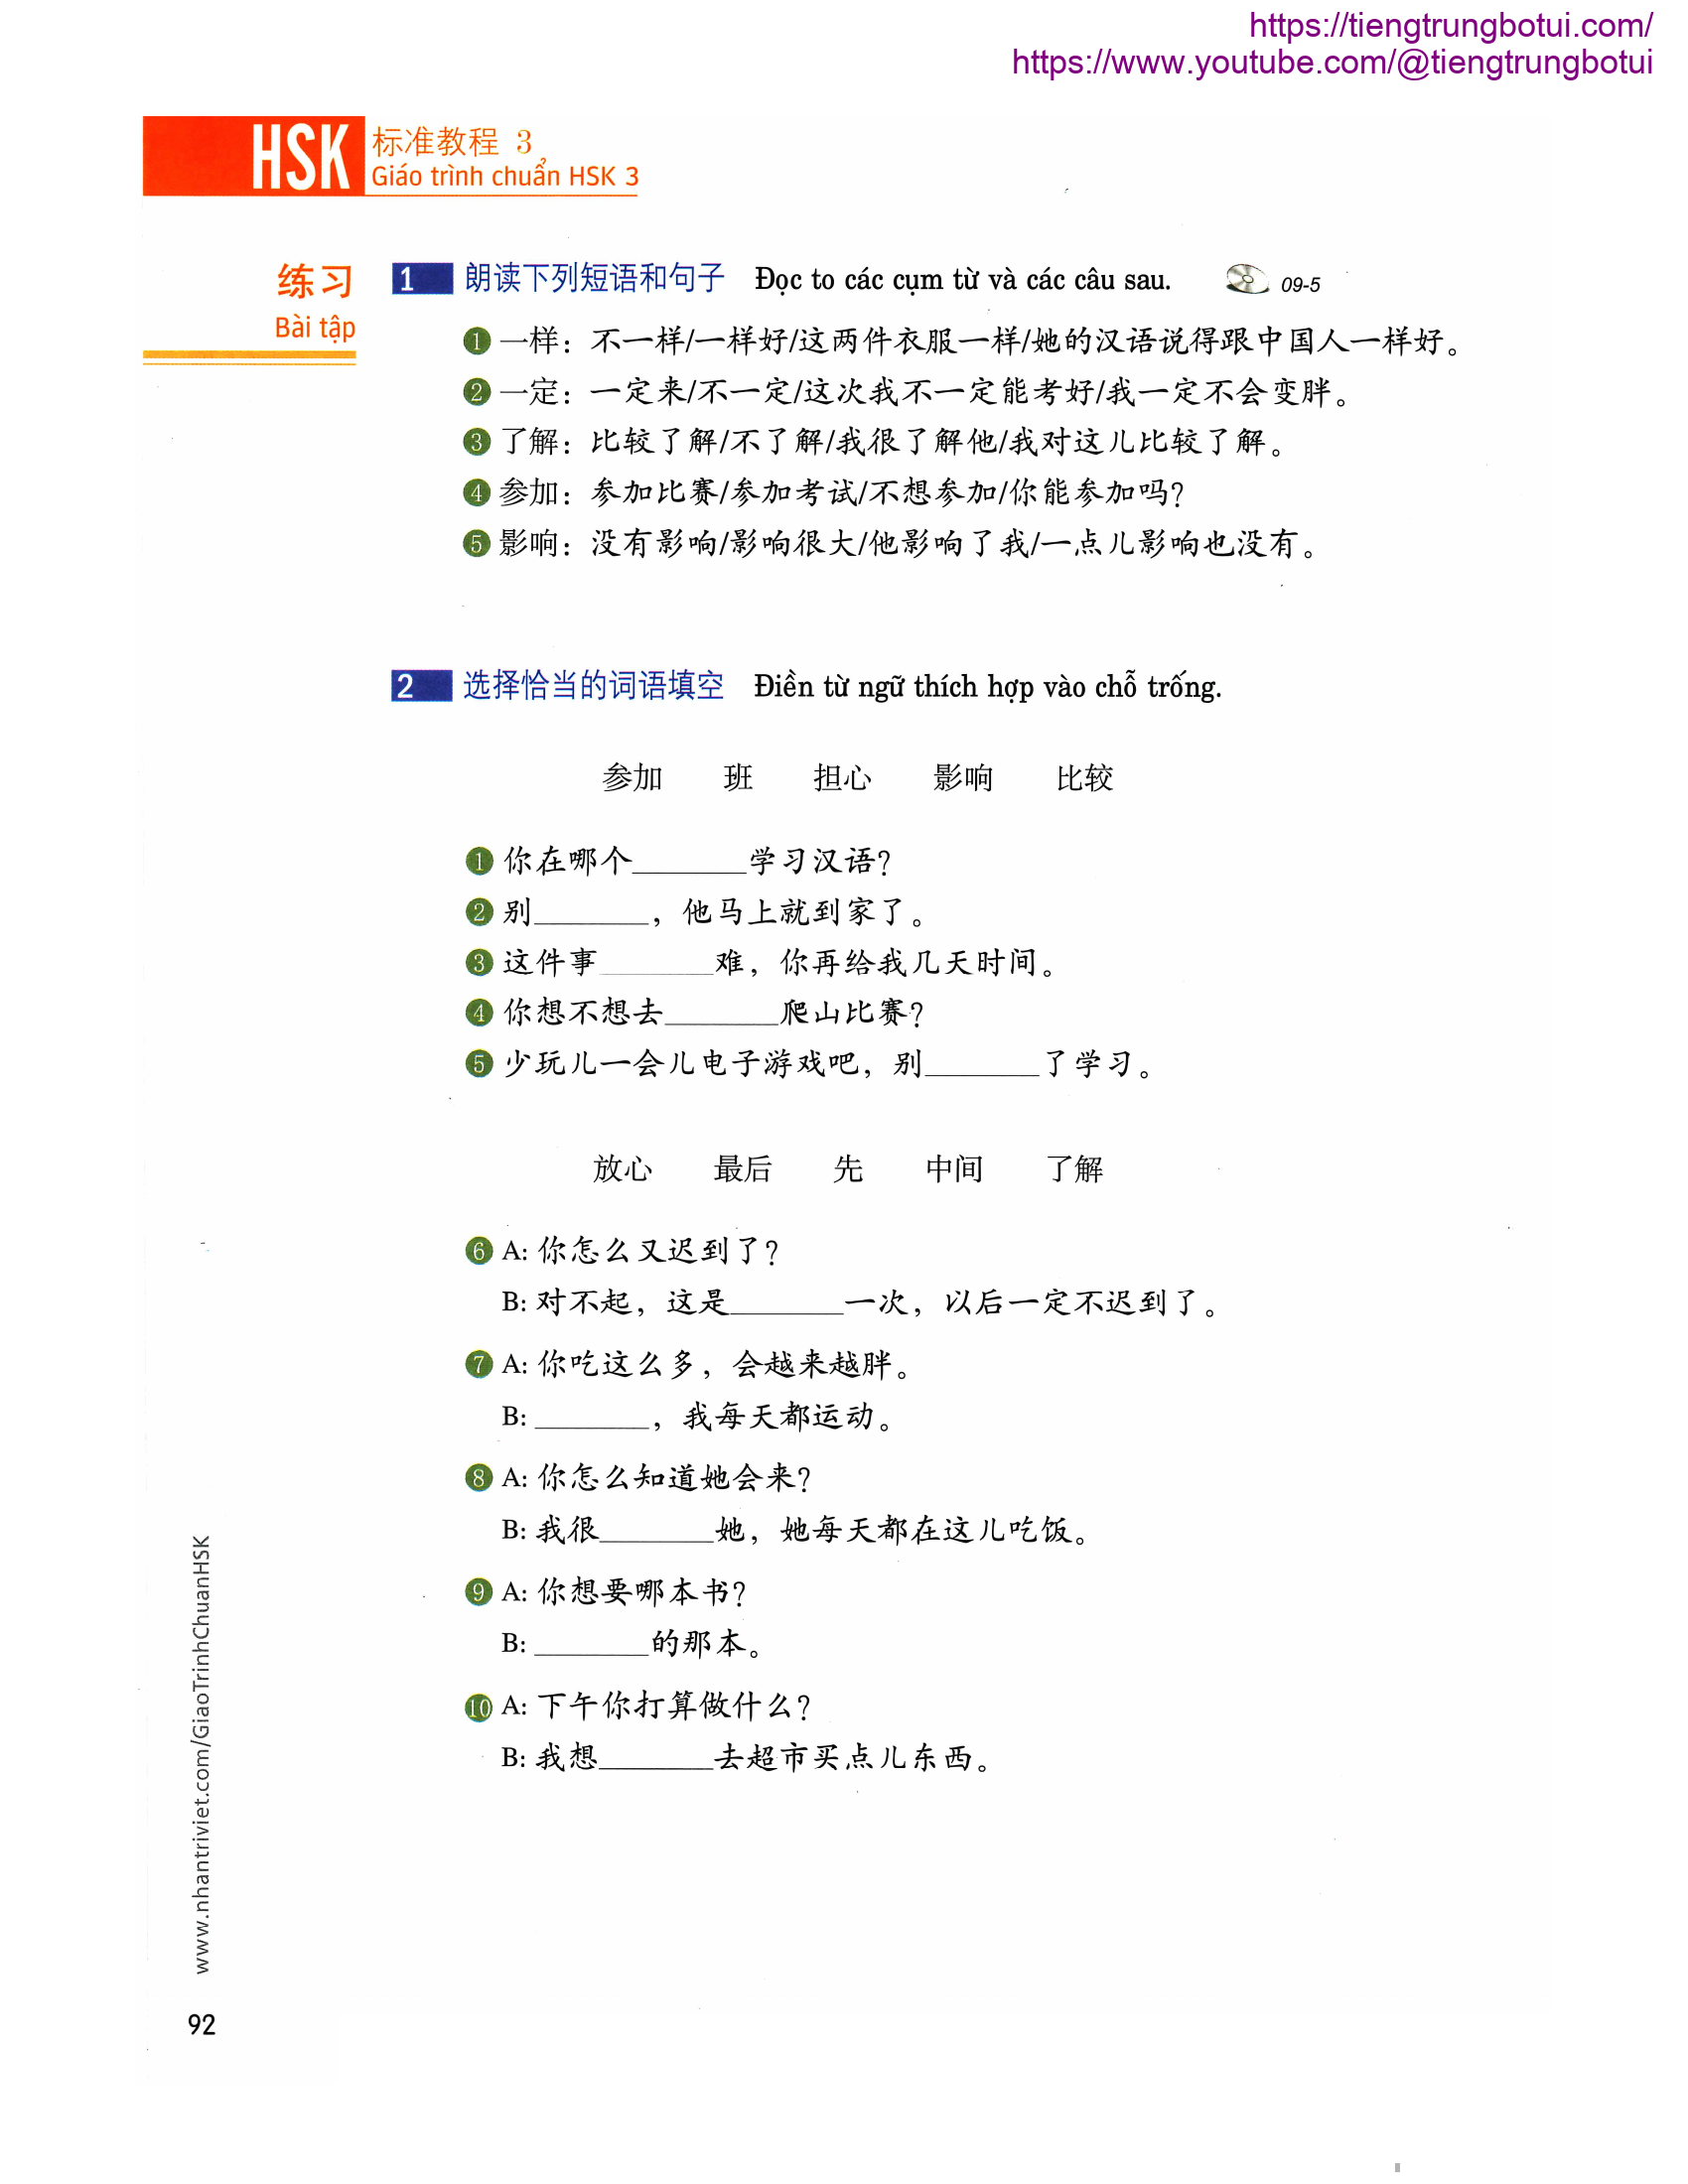 https://tiengtrungbotui.com/
https://www.youtube.com/@tiengtrungbotui
HSK 标准教程 3
Giáo trình chuẩn HSK 3
练习
Bài tập
1 朗读下列短语和句子 Đọc to các cụm từ và các câu sau. 09-5
1 一样：不一样/一样好/这两件衣服一样/她的汉语说得跟中国人一样好。
2 一定：一定来/不一定/这次我不一定能考好/我一定不会变胖。
3 了解：比较了解/不了解/我很了解他/我对这儿比较了解。
4 参加：参加比赛/参加考试/不想参加/你能参加吗？
5 影响：没有影响/影响很大/他影响了我/一点儿影响也没有。
2 选择恰当的词语填空 Điền từ ngữ thích hợp vào chỗ trống.
参加 班 担心 影响 比较
1 你在哪个________学习汉语？
2 别________，他马上就到家了。
3 这件事________难，你再给我几天时间。
4 你想不想去________爬山比赛？
5 少玩儿一会儿电子游戏吧，别________了学习。
放心 最后 先 中间 了解
6 A: 你怎么又迟到了？
B: 对不起，这是________一次，以后一定不迟到了。
7 A: 你吃这么多，会越来越胖。
B: ________，我每天都运动。
8 A: 你怎么知道她会来？
B: 我很________她，她每天都在这儿吃饭。
9 A: 你想要哪本书？
B: ________的那本。
10 A: 下午你打算做什么？
B: 我想________去超市买点儿东西。
www.nhantriviet.com/GiaoTrinhChuanHSK
92